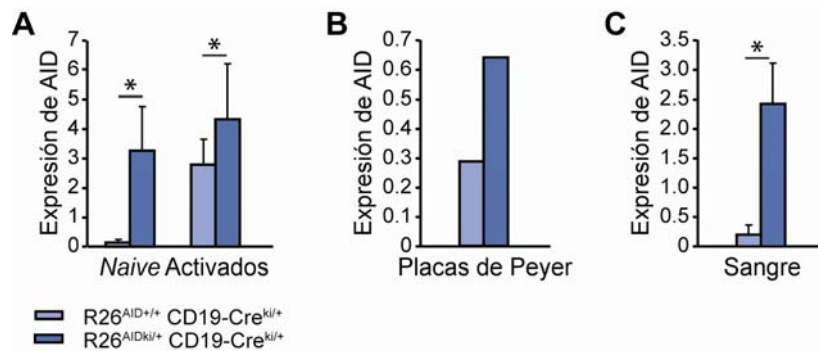 A
Expresión de AID
7
6
5
4
3
2
1
0
*
*
Naive Activados
B
Expresión de AID
0.7
0.6
0.5
0.4
0.3
0.2
0.1
0
Placas de Peyer
C
Expresión de AID
3.5
3.0
2.5
2.0
1.5
1.0
0.5
0
*
Sangre
R26AID+/+ CD19-Creki/+
R26AIDki/+ CD19-Creki/+